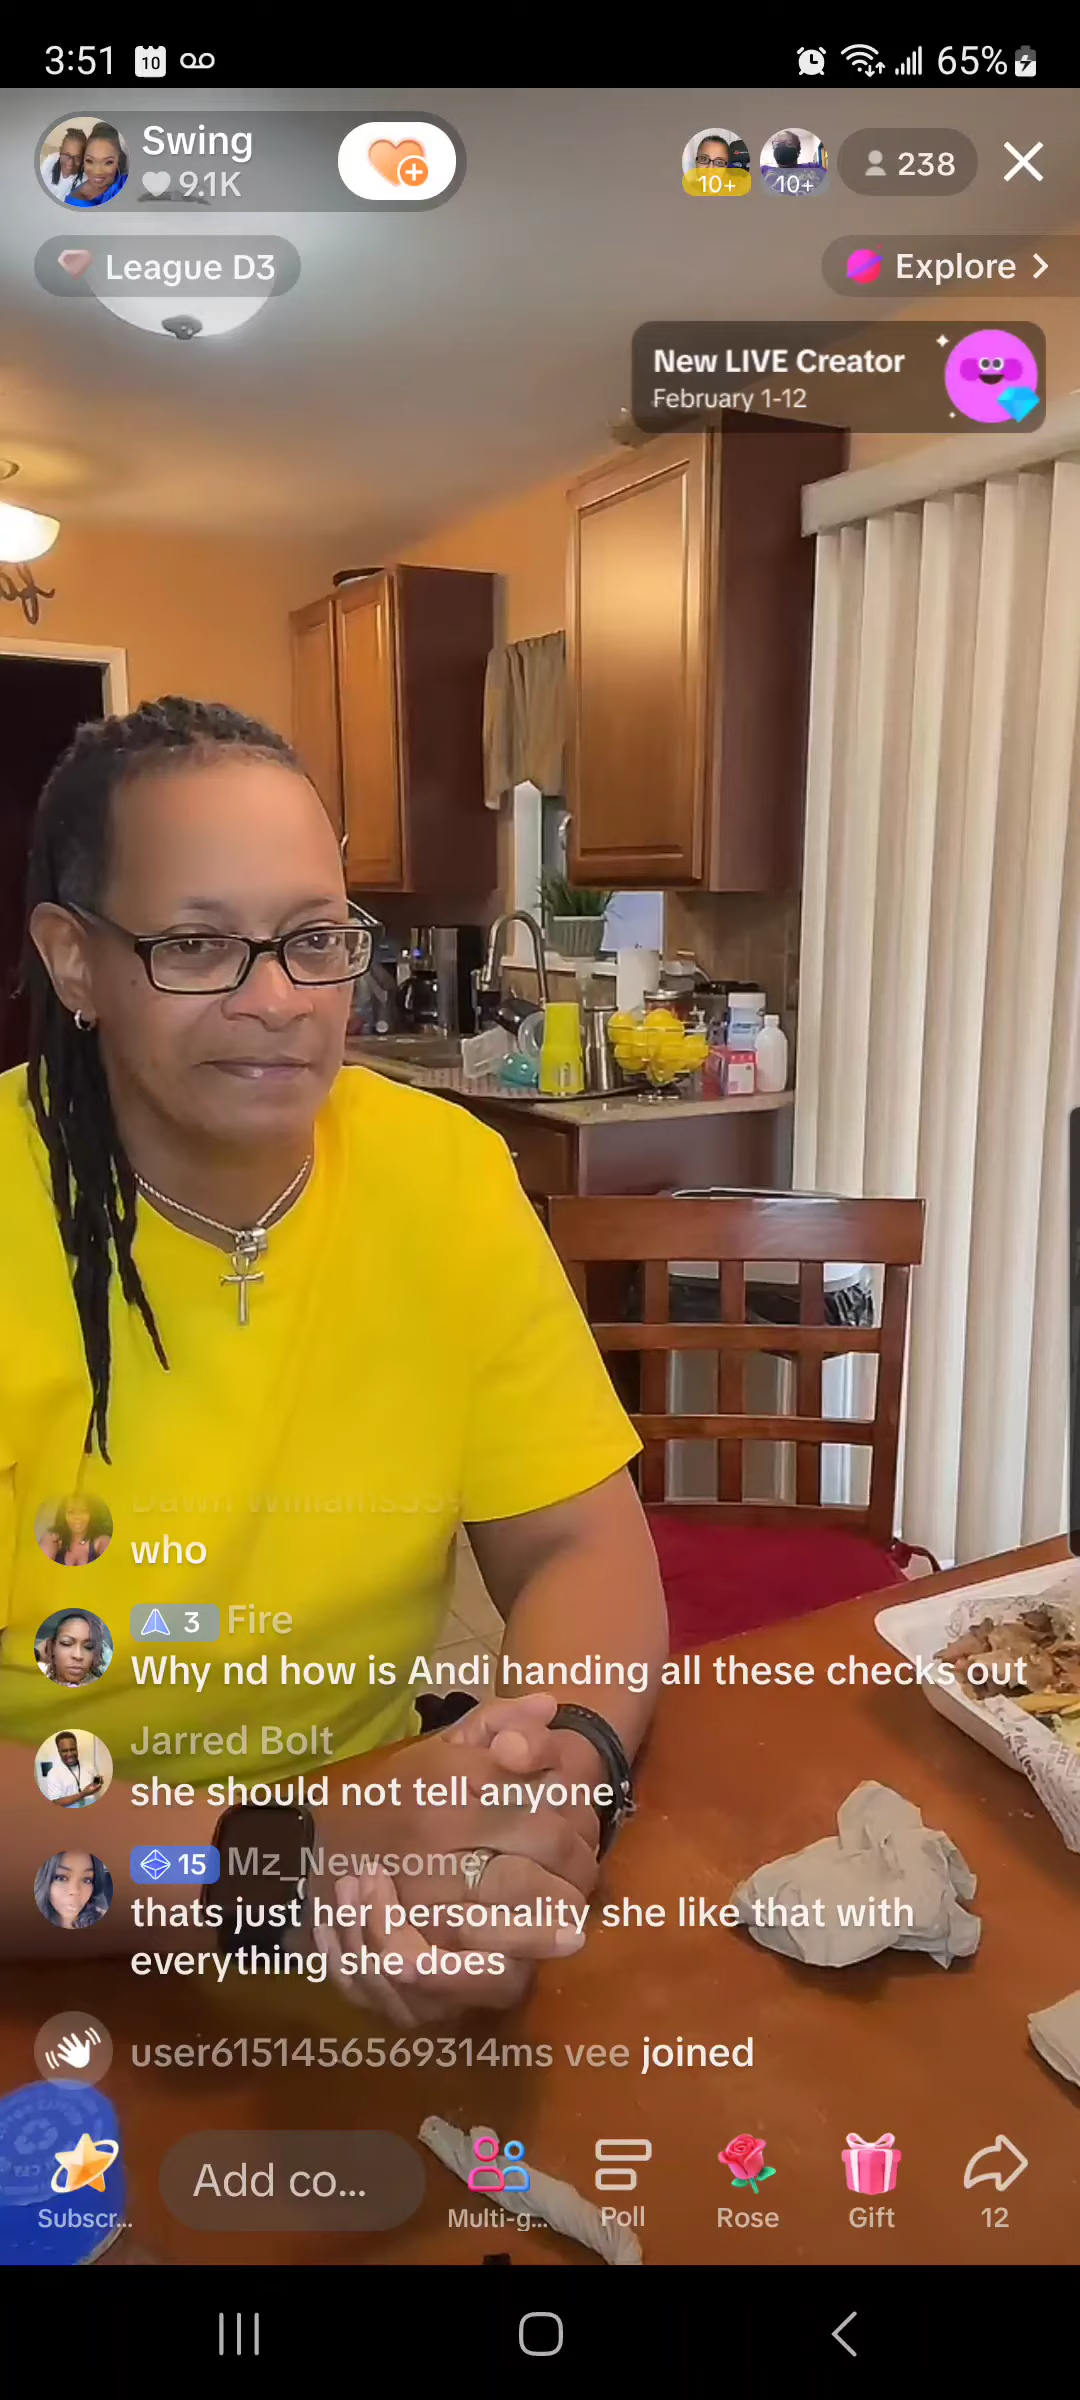 3:51
10
65%
Swing
9.1K
10+
10+
238
League D3
Explore
New LIVE Creator
February 1-12
who
3 Fire
Why nd how is Andi handing all these checks out
Jarred Bolt
she should not tell anyone
15 Mz_Newsome
thats just her personality she like that with
everything she does
user6151456569314ms vee joined
Add co...
Subscr...
Multi-g...
Poll
Rose
Gift
12